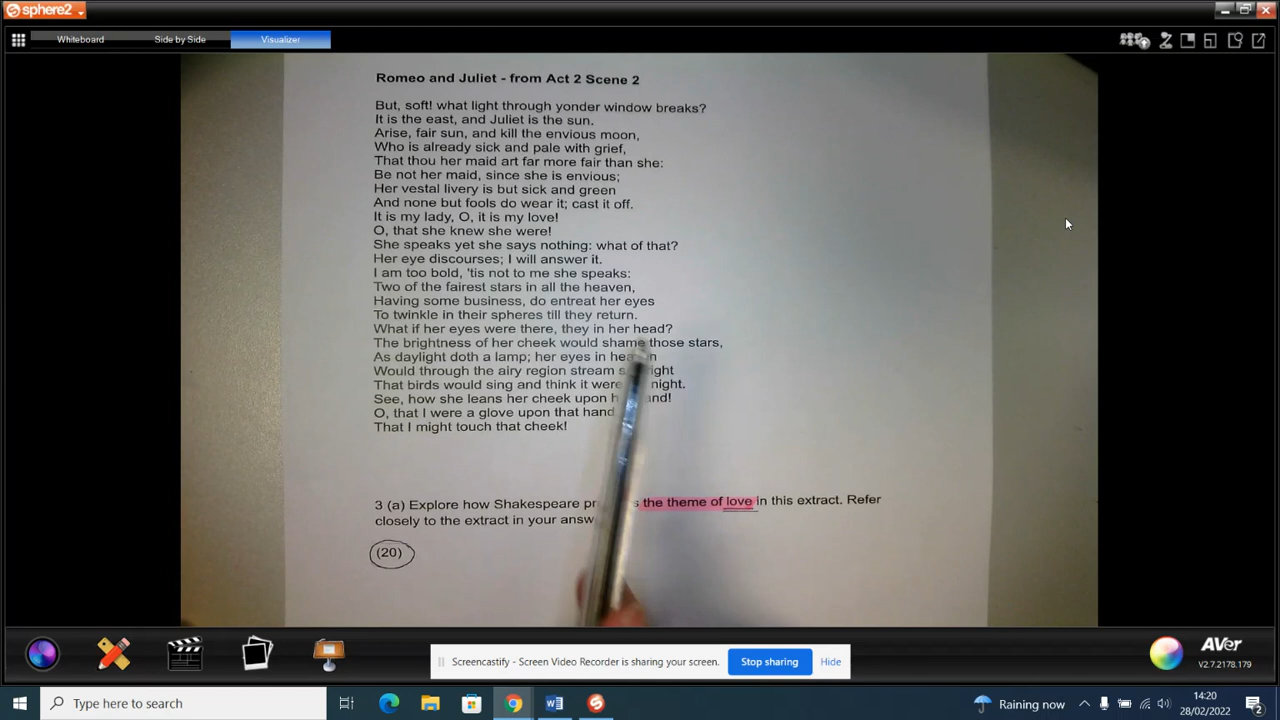 sphere2
Whiteboard
Side by Side
Visualizer
Romeo and Juliet - from Act 2 Scene 2
But, soft! what light through yonder window breaks?
It is the east, and Juliet is the sun.
Arise, fair sun, and kill the envious moon,
Who is already sick and pale with grief,
That thou her maid art far more fair than she:
Be not her maid, since she is envious;
Her vestal livery is but sick and green
And none but fools do wear it; cast it off.
It is my lady, O, it is my love!
O, that she knew she were!
She speaks yet she says nothing: what of that?
Her eye discourses; I will answer it.
I am too bold, 'tis not to me she speaks:
Two of the fairest stars in all the heaven,
Having some business, do entreat her eyes
To twinkle in their spheres till they return.
What if her eyes were there, they in her head?
The brightness of her cheek would shame those stars,
As daylight doth a lamp; her eyes in
Would through the airy region stream
That birds would sing and think it were night.
See, how she leans her cheek upon
O, that I were a glove upon that hand
That I might touch that cheek!
3 (a) Explore how Shakespeare the theme of love in this extract. Refer
closely to the extract in your
(20)
Screencastify - Screen Video Recorder is sharing your screen.
Stop sharing
Hide
AVer
V2.7.2178.179
Type here to search
Raining now
14:20
28/02/2022
2